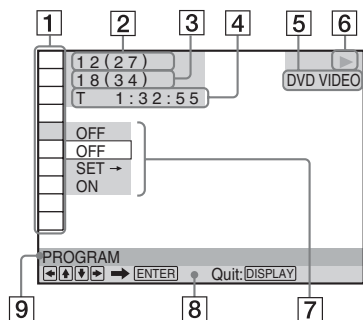 1 2 3 4 5 6
12(27)
18(34)
T 1:32:55
DVD VIDEO
OFF
OFF
SET →
ON
PROGRAM
← ↑ ↓ → ➡ ENTER Quit: DISPLAY
9 8 7